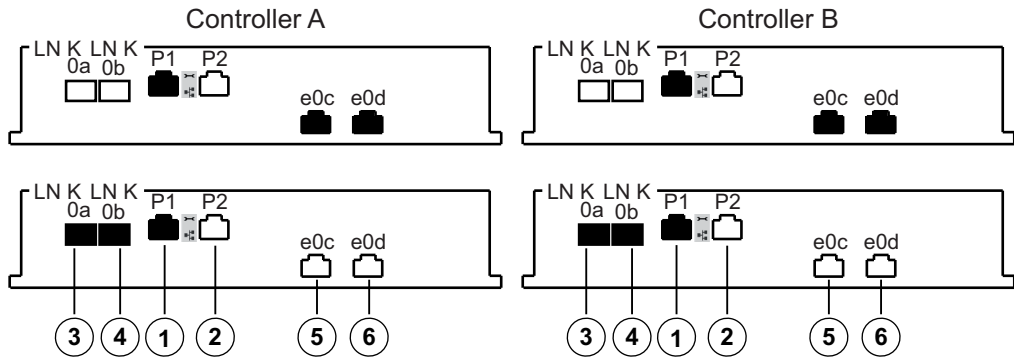 Controller A Controller B
LN K LN K P1 P2 LN K LN K P1 P2
0a 0b 0a 0b
e0c e0d e0c e0d
LN K LN K P1 P2 LN K LN K P1 P2
0a 0b 0a 0b
e0c e0d e0c e0d
3 4 1 2 5 6 3 4 1 2 5 6